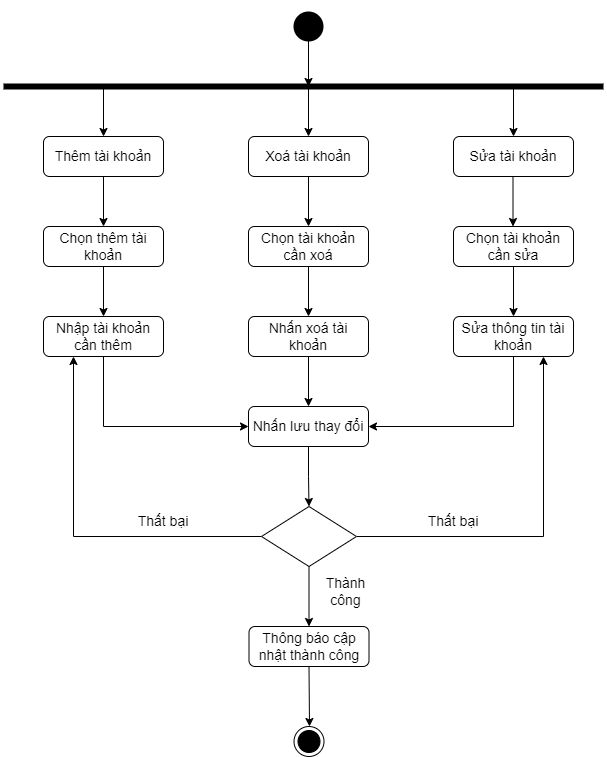 Thêm tài khoản
Xoá tài khoản
Sửa tài khoản
Chọn thêm tài
khoản
Chọn tài khoản
cần xoá
Chọn tài khoản
cần sửa
Nhập tài khoản
cần thêm
Nhấn xoá tài
khoản
Sửa thông tin tài
khoản
Nhấn lưu thay đổi
Thất bại
Thất bại
Thành
công
Thông báo cập
nhật thành công